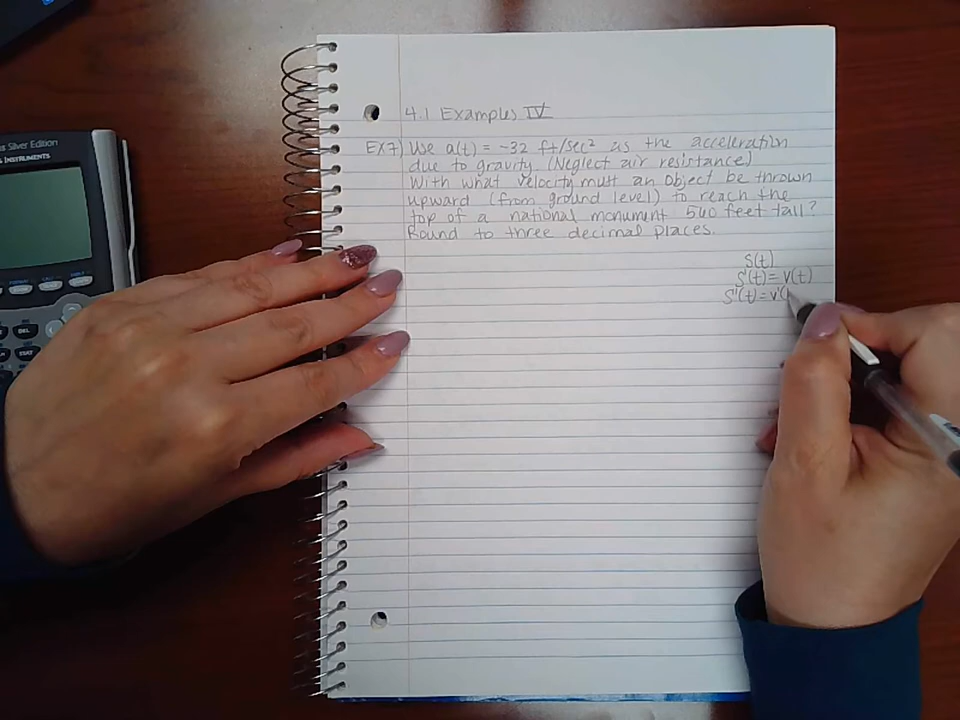 4.1 Examples IV
EX7) Use a(t) = -32 ft/sec² as the acceleration
due to gravity. (Neglect air resistance)
With what velocity must an object be thrown
upward (from ground level) to reach the
top of a national monument 540 feet tall?
Round to three decimal places.
S(t)
S'(t) = v(t)
S''(t) = v'(
Silver Edition
INSTRUMENTS
DEL
STAT